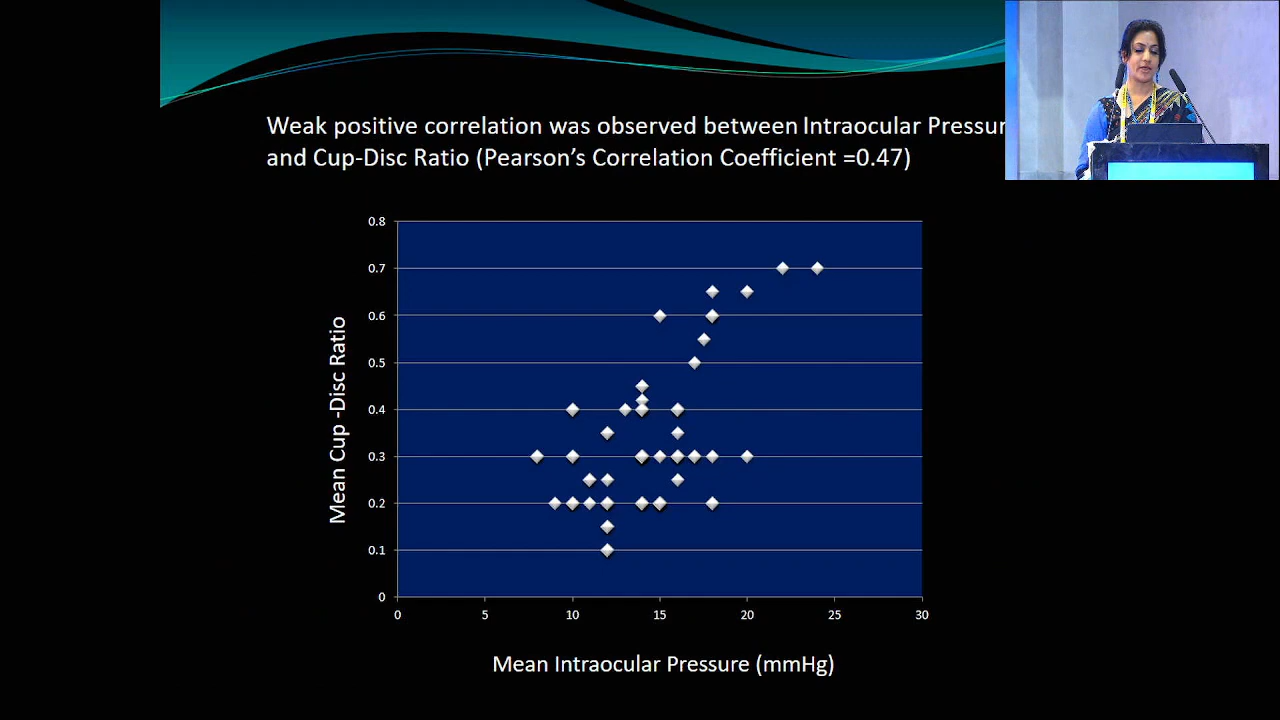 Weak positive correlation was observed between Intraocular
and Cup-Disc Ratio (Pearson's Correlation Coefficient =0.47)
0.8
0.7
0.6
0.5
0.4
0.3
0.2
0.1
0
0 5 10 15 20 25 30
Mean Cup -Disc Ratio
Mean Intraocular Pressure (mmHg)